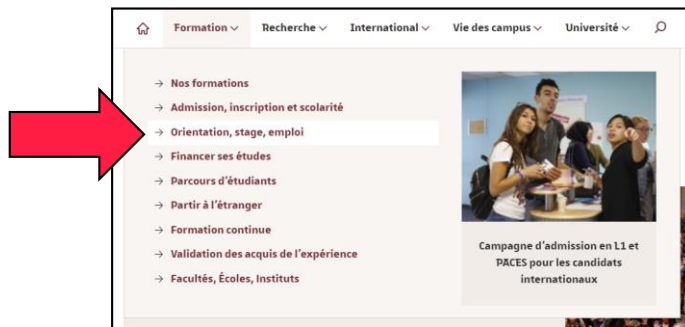 Formation
Recherche
International
Vie des campus
Université
Nos formations
Admission, inscription et scolarité
Orientation, stage, emploi
Financer ses études
Parcours d'étudiants
Partir à l'étranger
Formation continue
Validation des acquis de l'expérience
Facultés, Écoles, Instituts
Campagne d'admission en L1 et
PACES pour les candidats
internationaux